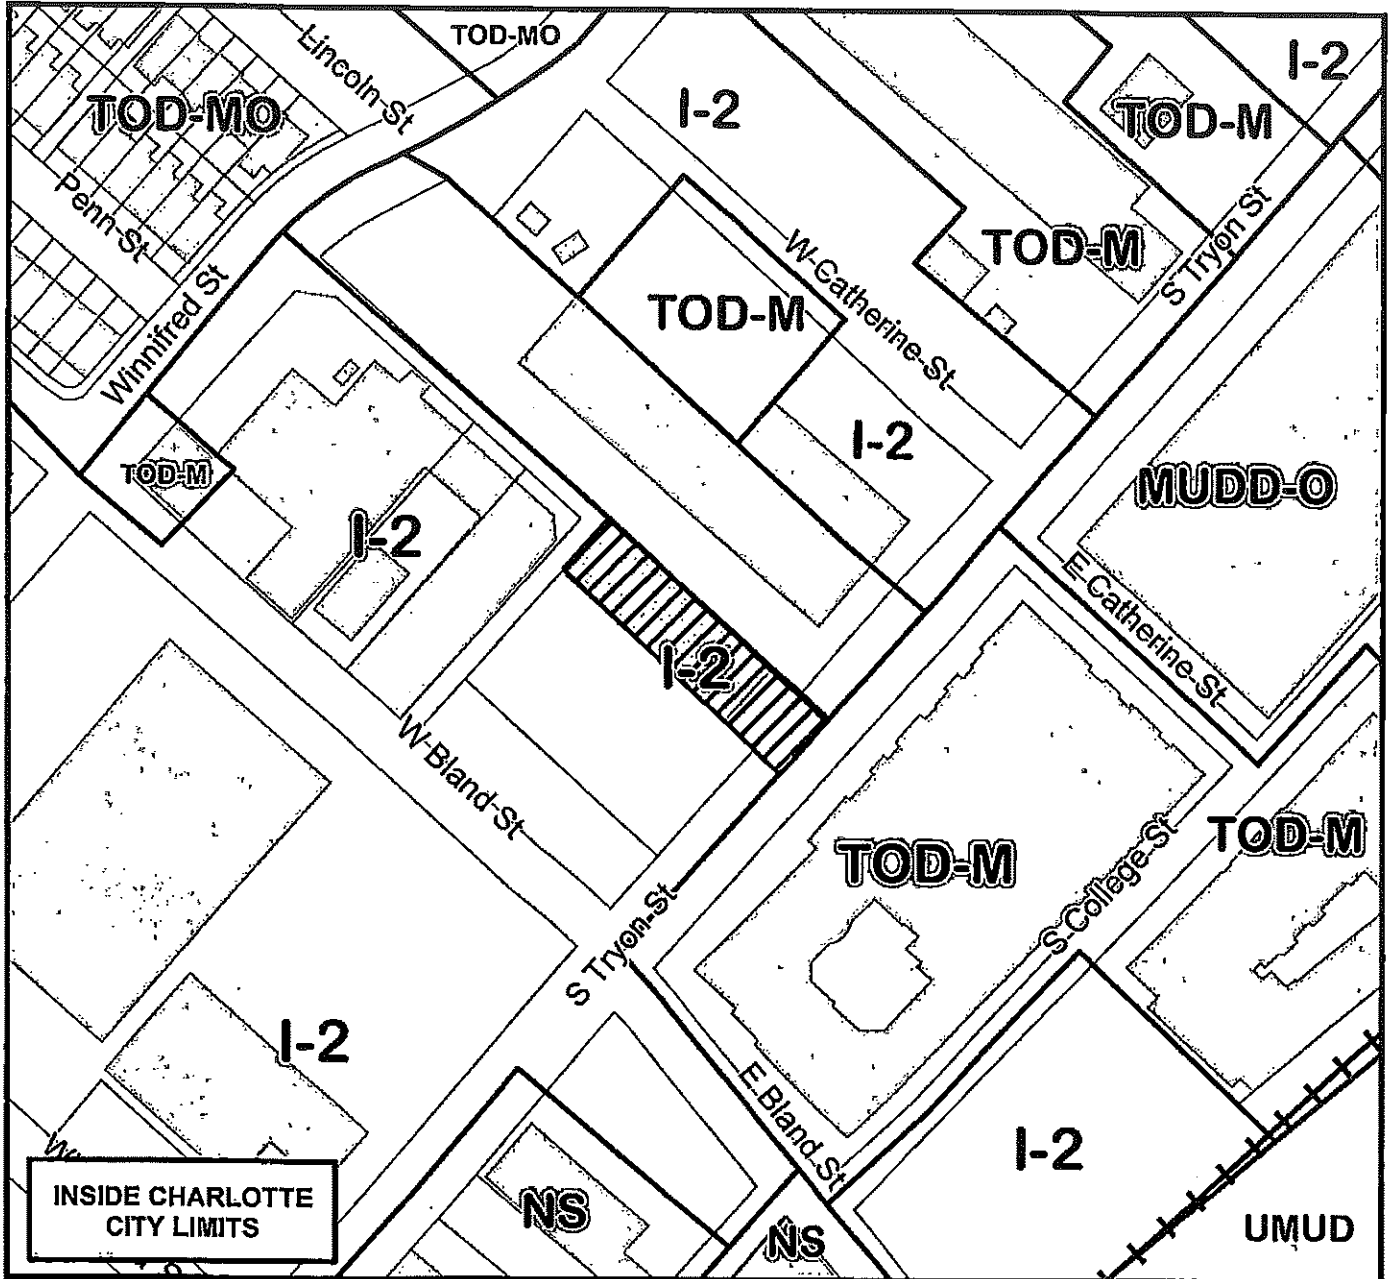 TOD-MO
I-2
Lincoln St
TOD-MO
I-2
TOD-M
Penn St
W Catherine St
TOD-M
S Tryon St
TOD-M
Winnifred St
I-2
TOD-M
MUDD-O
I-2
E Catherine St
I-2
W Bland St
TOD-M
TOD-M
S College St
S Tryon St
I-2
E Bland St
I-2
INSIDE CHARLOTTE
CITY LIMITS
NS
NS
UMUD